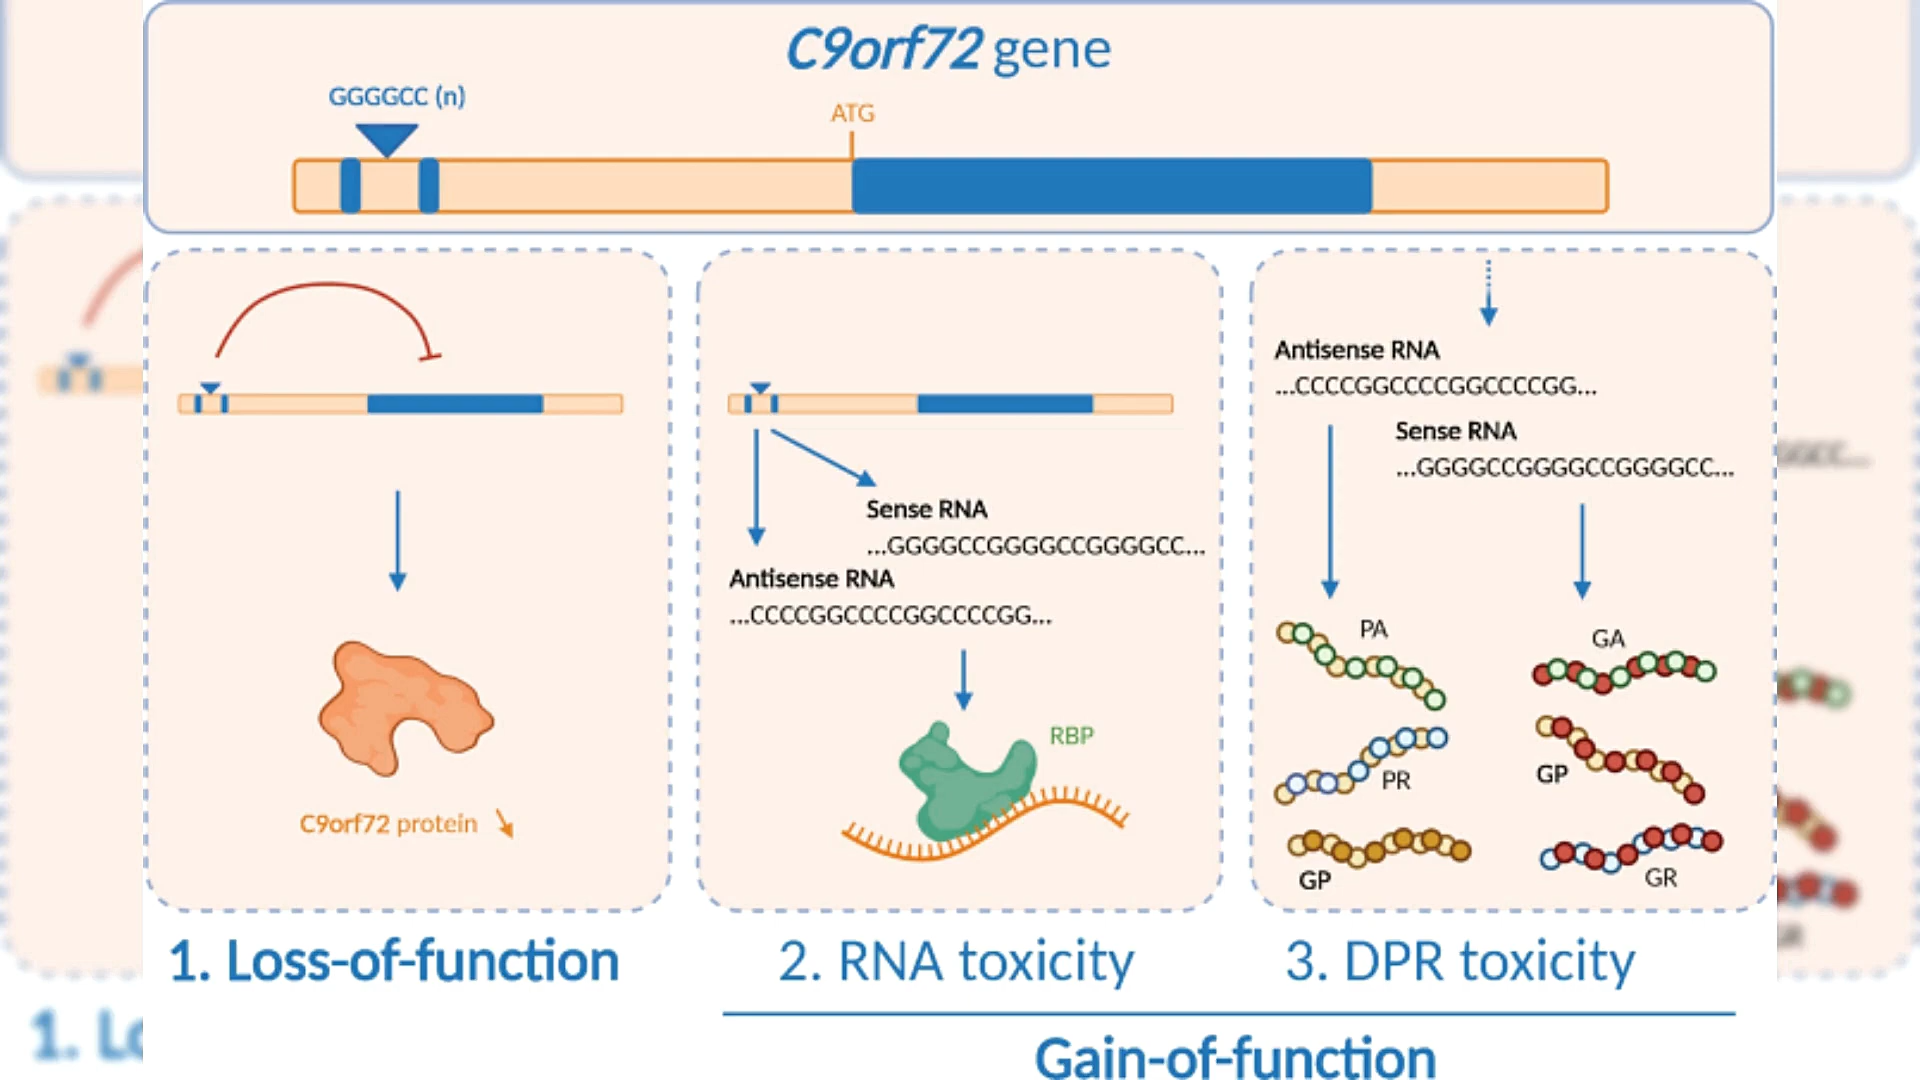 C9orf72 gene
GGGGCC (n)
ATG
Sense RNA
...GGGGCCGGGGCCGGGGCC...
Antisense RNA
...CCCCGGCCCCGGCCCCGG...
RBP
C9orf72 protein
Antisense RNA
...CCCCGGCCCCGGCCCCGG...
Sense RNA
...GGGGCCGGGGCCGGGGCC...
PA
GA
PR
GP
GP
GR
1. Loss-of-function
2. RNA toxicity
3. DPR toxicity
Gain-of-function